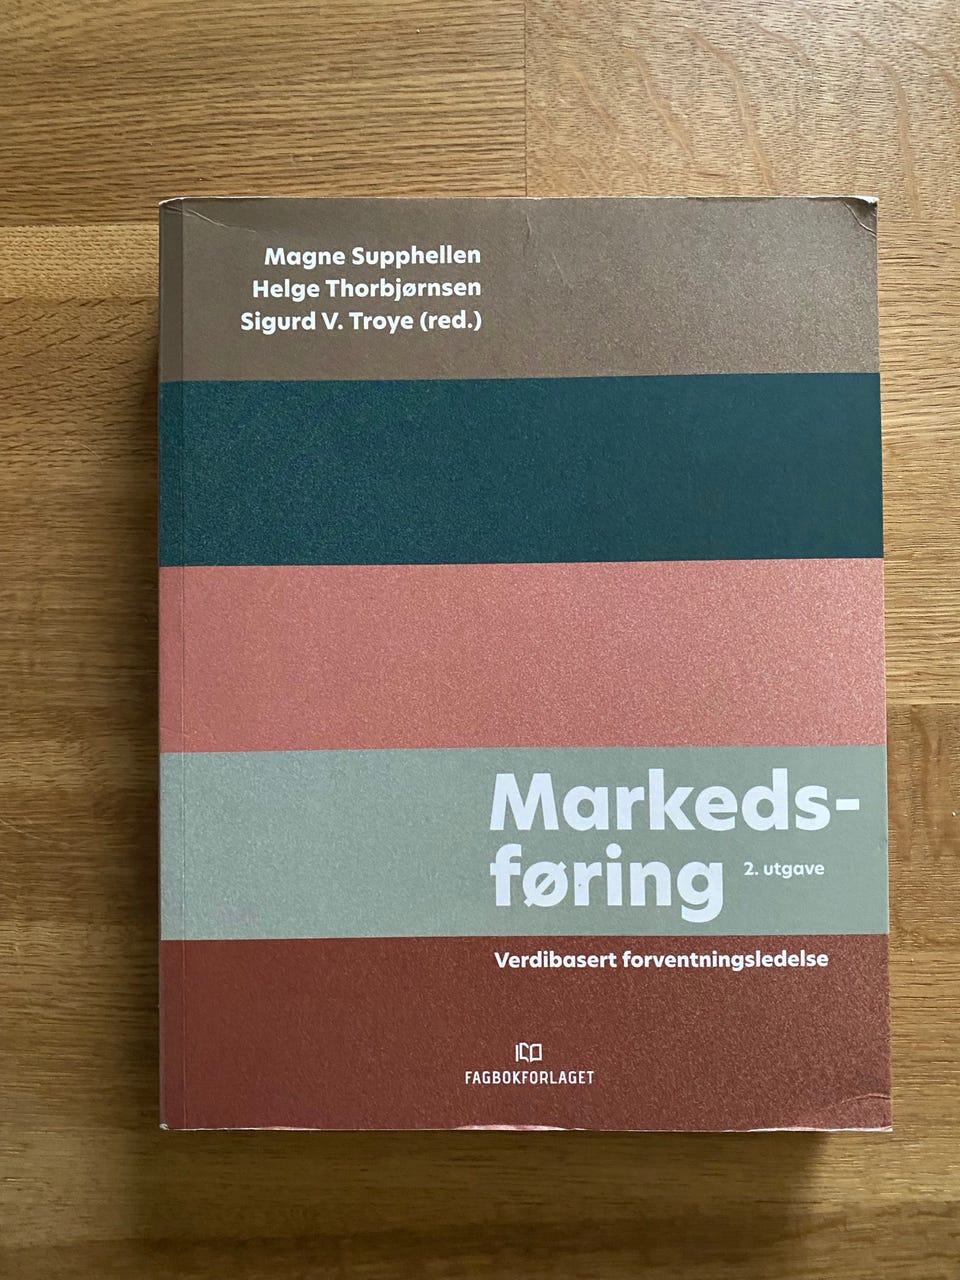 Magne Supphellen
Helge Thorbjørnsen
Sigurd V. Troye (red.)
Markeds-
føring 2. utgave
Verdibasert forventningsledelse
FAGBOKFORLAGET